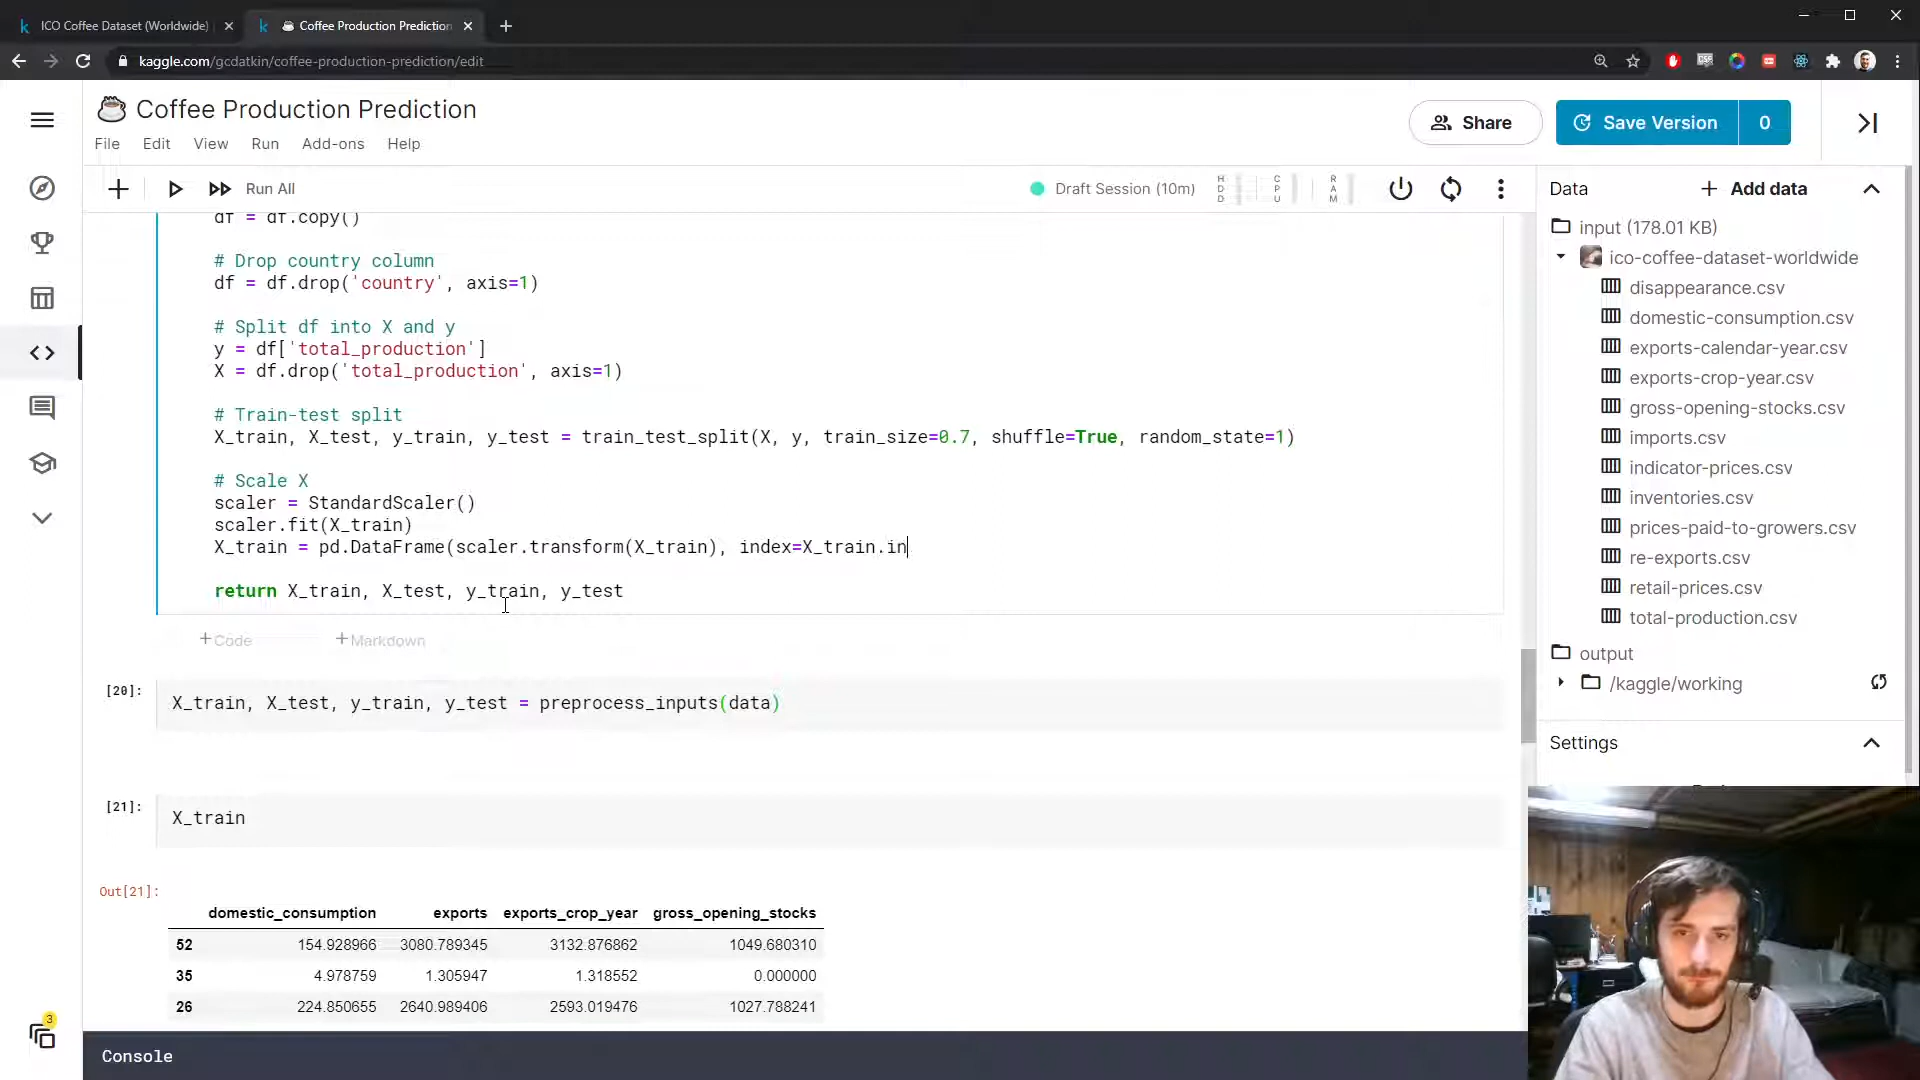 ICO Coffee Dataset (Worldwide)
Coffee Production Prediction
kaggle.com/gcdatkin/coffee-production-prediction/edit
Coffee Production Prediction
Share
Save Version
0
File Edit View Run Add-ons Help
Run All
Draft Session (10m)
HDD
CPU
RAM
df = df.copy()
# Drop country column
df = df.drop('country', axis=1)
# Split df into X and y
y = df['total_production']
X = df.drop('total_production', axis=1)
# Train-test split
X_train, X_test, y_train, y_test = train_test_split(X, y, train_size=0.7, shuffle=True, random_state=1)
# Scale X
scaler = StandardScaler()
scaler.fit(X_train)
X_train = pd.DataFrame(scaler.transform(X_train), index=X_train.in
return X_train, X_test, y_train, y_test
+ Code + Markdown
[20]: X_train, X_test, y_train, y_test = preprocess_inputs(data)
[21]: X_train
Out[21]:
domestic_consumption exports exports_crop_year gross_opening_stocks
52 154.928966 3080.789345 3132.876862 1049.680310
35 4.978759 1.305947 1.318552 0.000000
26 224.850655 2640.989406 2593.019476 1027.788241
3
Console
Data
+ Add data
input (178.01 KB)
ico-coffee-dataset-worldwide
disappearance.csv
domestic-consumption.csv
exports-calendar-year.csv
exports-crop-year.csv
gross-opening-stocks.csv
imports.csv
indicator-prices.csv
inventories.csv
prices-paid-to-growers.csv
re-exports.csv
retail-prices.csv
total-production.csv
output
/kaggle/working
Settings